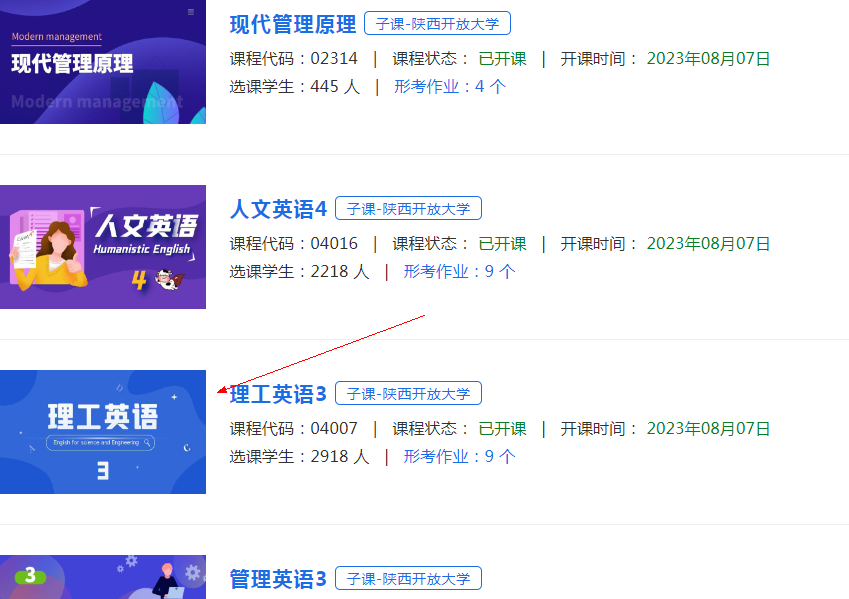 Modern management
现代管理原理
Modern management
现代管理原理 子课-陕西开放大学
课程代码：02314 | 课程状态： 已开课 | 开课时间： 2023年08月07日
选课学生：445 人 | 形考作业：4 个
人文英语
Humanistic English
4
人文英语4 子课-陕西开放大学
课程代码：04016 | 课程状态： 已开课 | 开课时间： 2023年08月07日
选课学生：2218 人 | 形考作业：9 个
理工英语
English for science and Engineering
3
理工英语3 子课-陕西开放大学
课程代码：04007 | 课程状态： 已开课 | 开课时间： 2023年08月07日
选课学生：2918 人 | 形考作业：9 个
3
管理英语3 子课-陕西开放大学